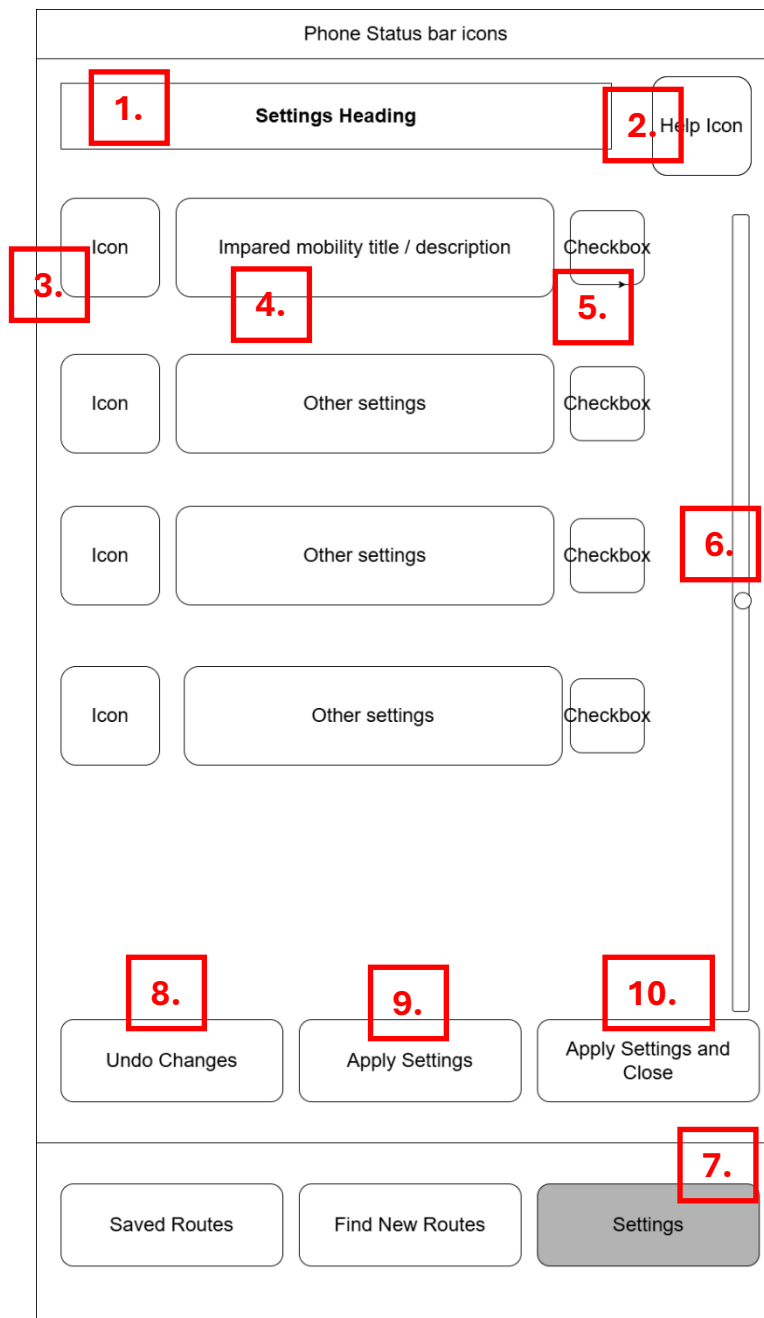 Phone Status bar icons
1.
Settings Heading
2.
Help Icon
Icon
Impared mobility title / description
Checkbox
3.
4.
5.
Icon
Other settings
Checkbox
Icon
Other settings
Checkbox
6.
Icon
Other settings
Checkbox
8.
9.
10.
Undo Changes
Apply Settings
Apply Settings and
Close
7.
Saved Routes
Find New Routes
Settings